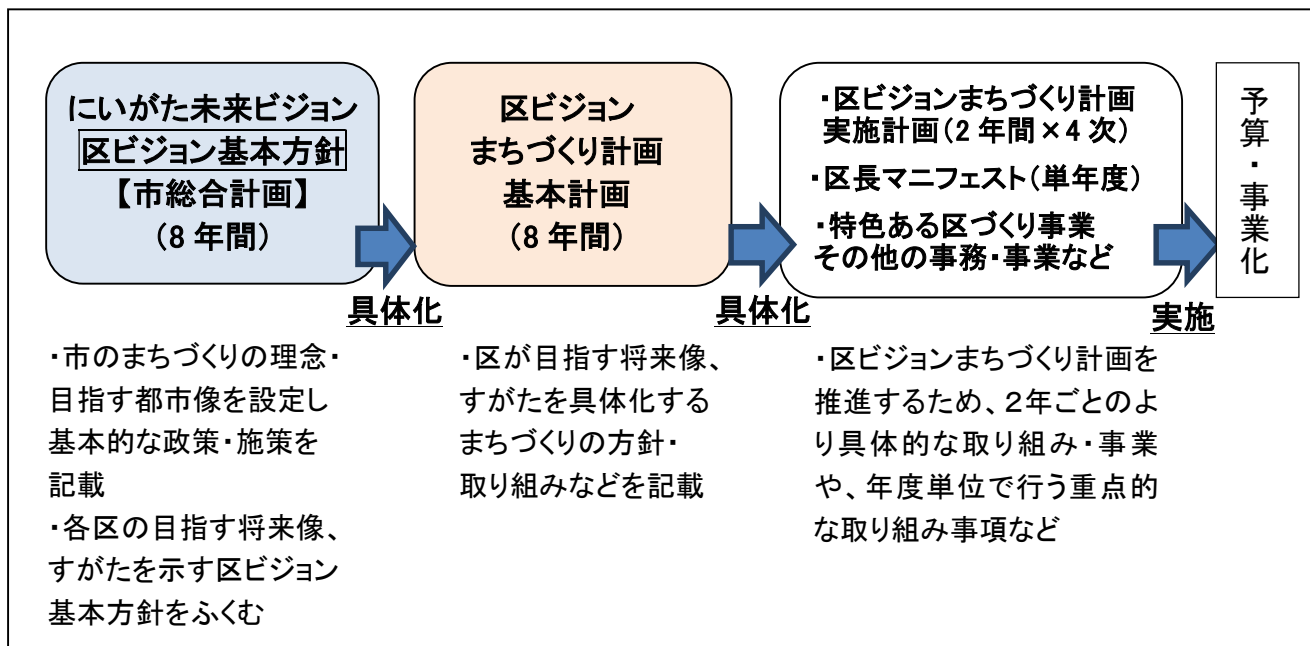 にいがた未来ビジョン
区ビジョン基本方針
【市総合計画】
（8年間）
具体化
区ビジョン
まちづくり計画
基本計画
（8年間）
具体化
・区ビジョンまちづくり計画
実施計画（2年間×4次）
・区長マニフェスト（単年度）
・特色ある区づくり事業
その他の事務・事業など
実施
予算・事業化
・市のまちづくりの理念・
目指す都市像を設定し
基本的な政策・施策を
記載
・各区の目指す将来像、
すがたを示す区ビジョン
基本方針をふくむ
・区が目指す将来像、
すがたを具体化する
まちづくりの方針・
取り組みなどを記載
・区ビジョンまちづくり計画を
推進するため、２年ごとのよ
り具体的な取り組み・事業
や、年度単位で行う重点的
な取り組み事項など